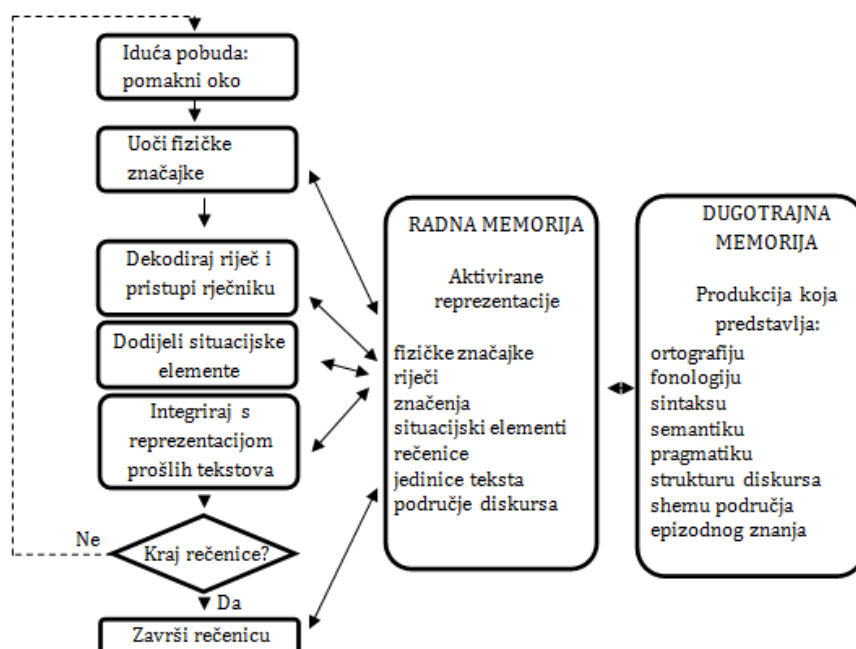 Iduća pobuda:
pomakni oko
Uoči fizičke
značajke
Dekodiraj riječ i
pristupi rječniku
Dodijeli situacijske
elemente
Integriraj s
reprezentacijom
prošlih tekstova
Ne
Kraj rečenice?
Da
Završi rečenicu
RADNA MEMORIJA
Aktivirane
reprezentacije
fizičke značajke
riječi
značenja
situacijski elementi
rečenice
jedinice teksta
područje diskursa
DUGOTRAJNA
MEMORIJA
Produkcija koja
predstavlja:
ortografiju
fonologiju
sintaksu
semantiku
pragmatiku
strukturu diskursa
shemu područja
epizodnog znanja